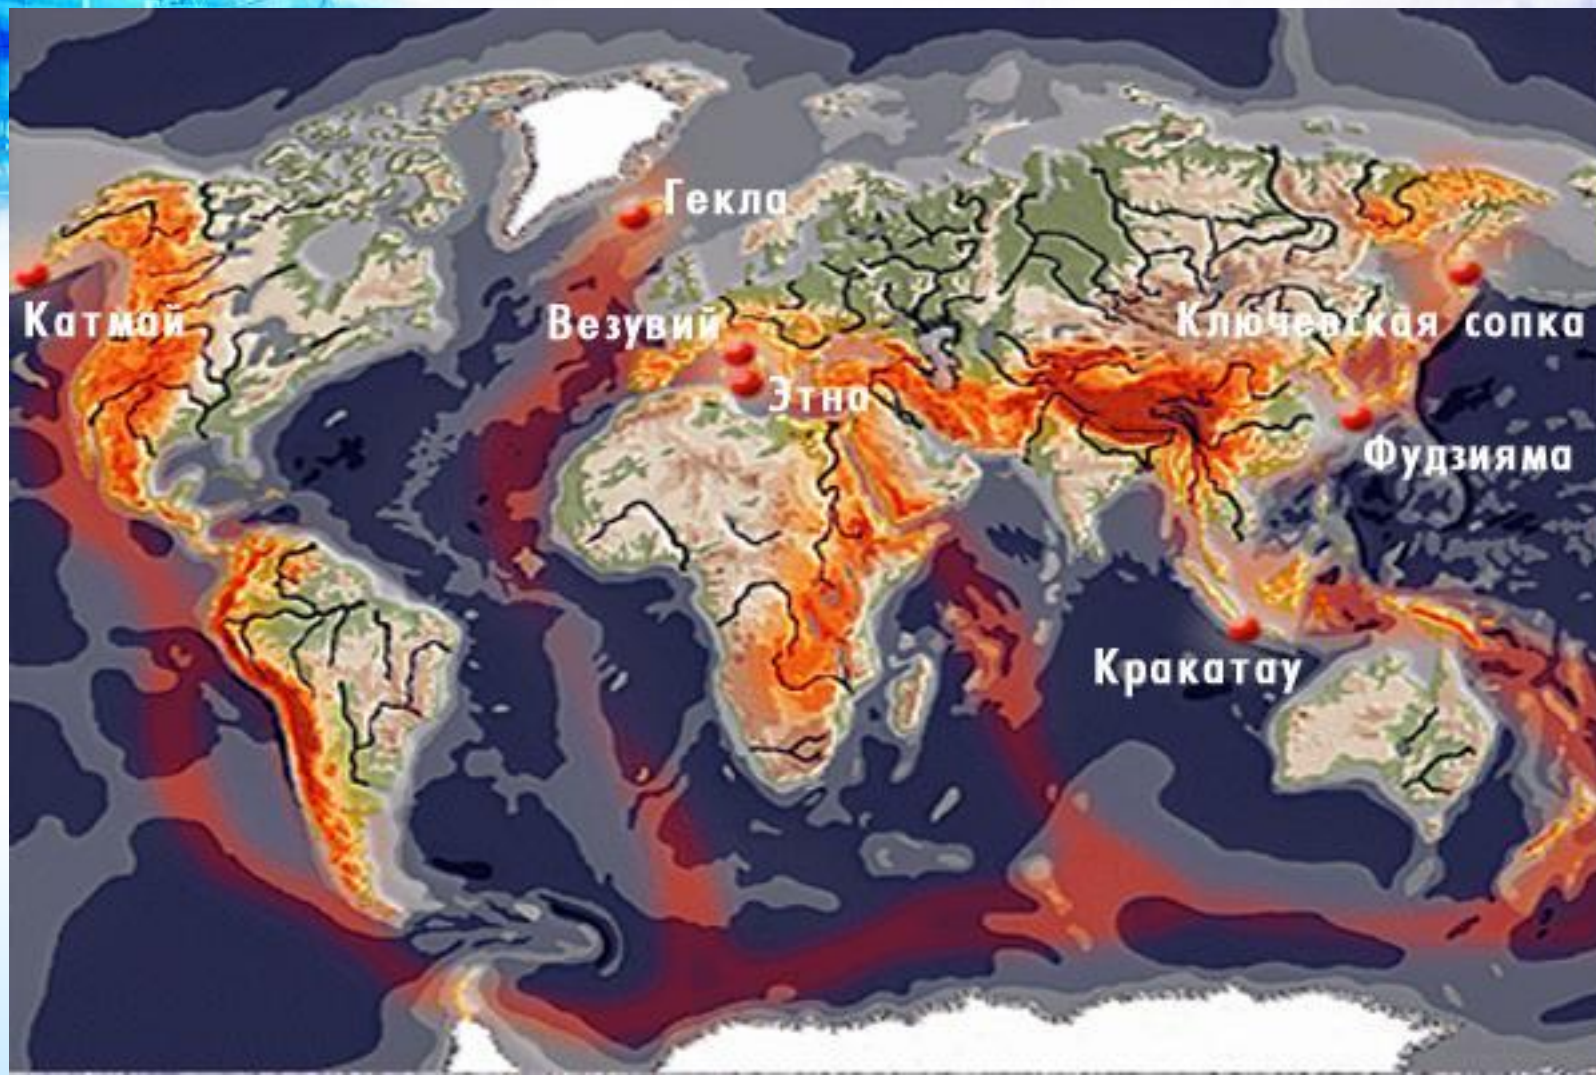 Гекла
Катмай
Везувий
Ключевская сопка
Этна
Фудзияма
Кракатау